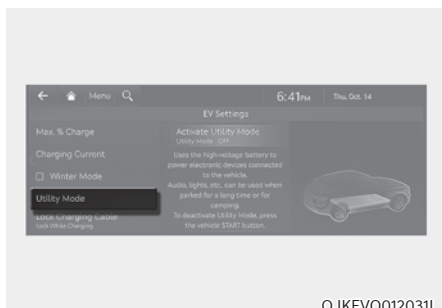 Menu
6:41PM Thu, Oct. 14
EV Settings
Max. % Charge
Charging Current
Winter Mode
Utility Mode
Lock Charging Cable
Lock While Charging
Activate Utility Mode
Utility Mode : OFF
Uses the high-voltage battery to
power electronic devices connected
to the vehicle.
Audio, lights, etc, can be used when
parked for a long time or for
camping.
To deactivate Utility Mode, press
the vehicle START button.
OJKEVQ012031L